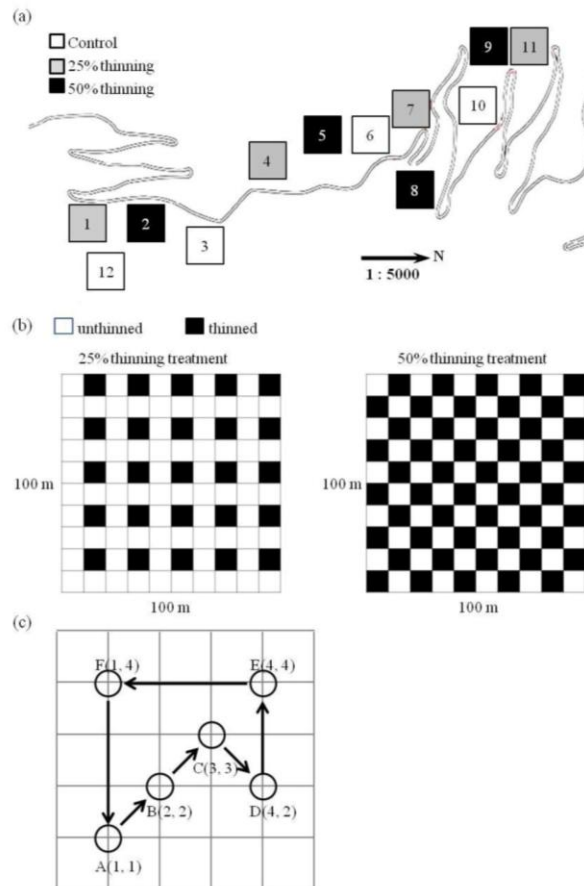 (a)
Control
25% thinning
50% thinning
9 11
7 10
5 6
4
8
1 2
3
12
N
1 : 5000
(b) unthinned thinned
25% thinning treatment 50% thinning treatment
100 m 100 m
100 m 100 m
(c)
F(1, 4) E(4, 4)
C(3, 3)
B(2, 2) D(4, 2)
A(1, 1)